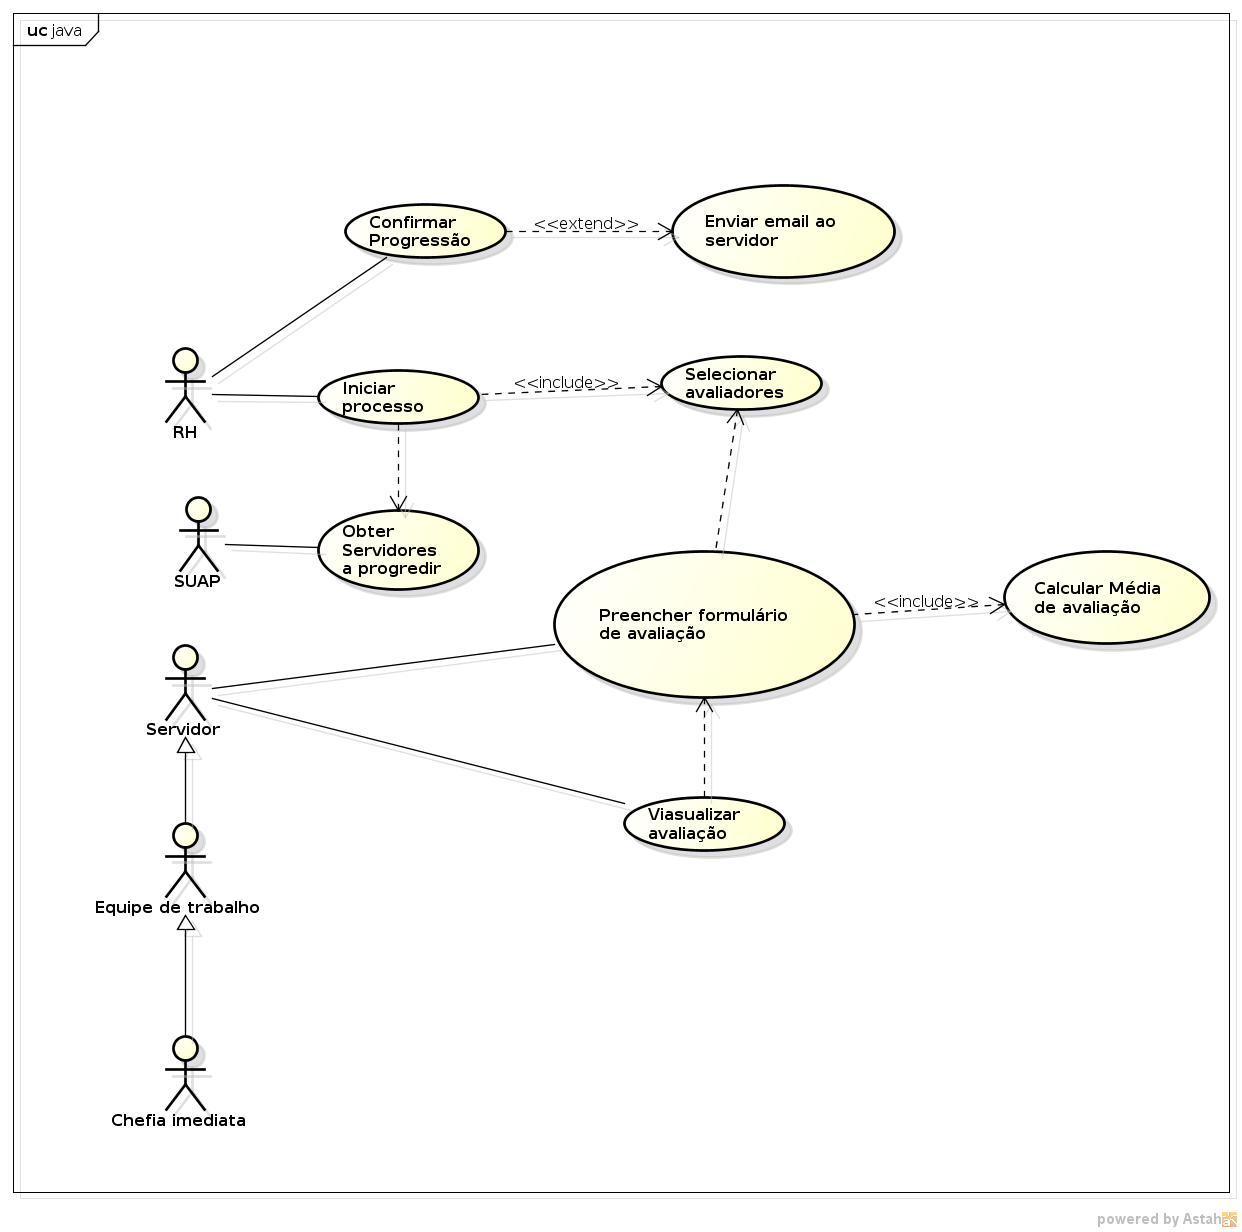 uc java
Confirmar
Progressão
<<extend>>
Enviar email ao
servidor
RH
Iniciar
processo
<<include>>
Selecionar
avaliadores
SUAP
Obter
Servidores
a progredir
Preencher formulário
de avaliação
<<include>>
Calcular Média
de avaliação
Servidor
Viasualizar
avaliação
Equipe de trabalho
Chefia imediata
powered by Astah